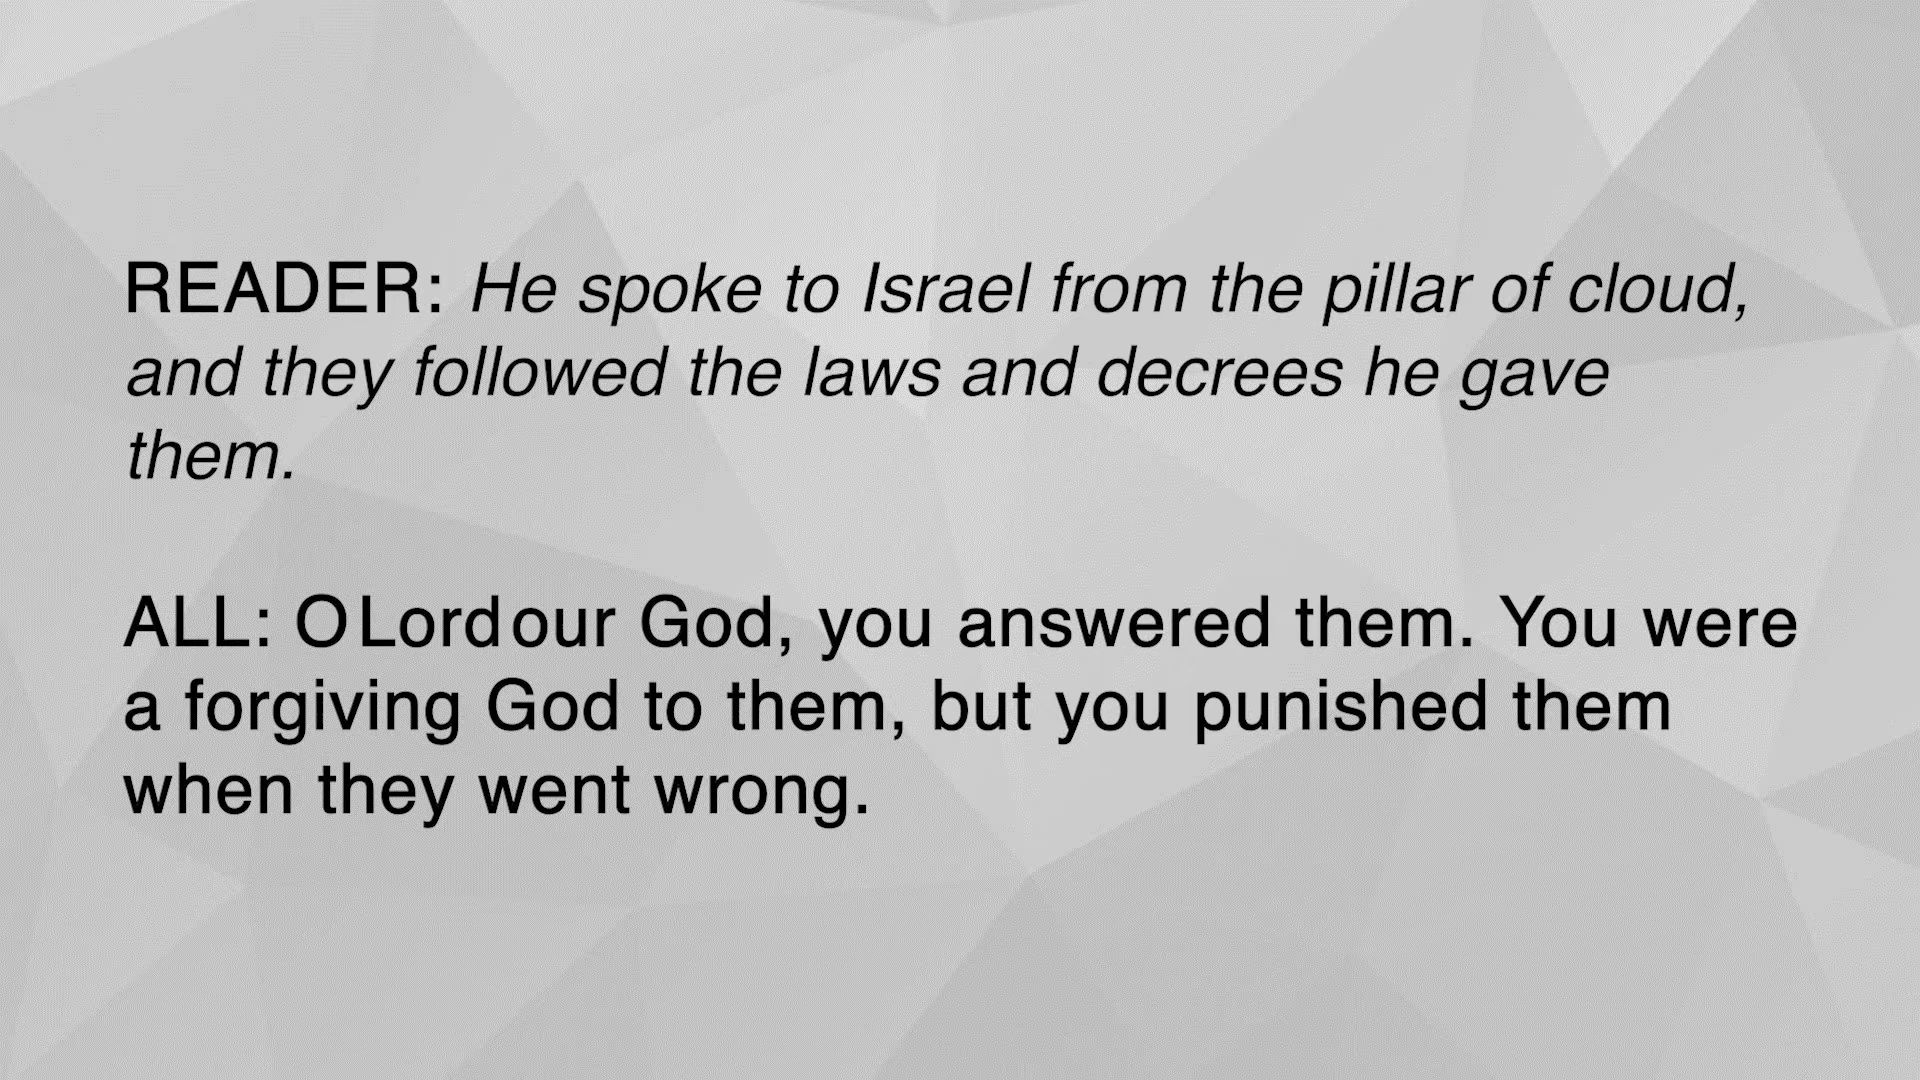 READER: He spoke to Israel from the pillar of cloud,
and they followed the laws and decrees he gave
them.
ALL: O Lord our God, you answered them. You were
a forgiving God to them, but you punished them
when they went wrong.